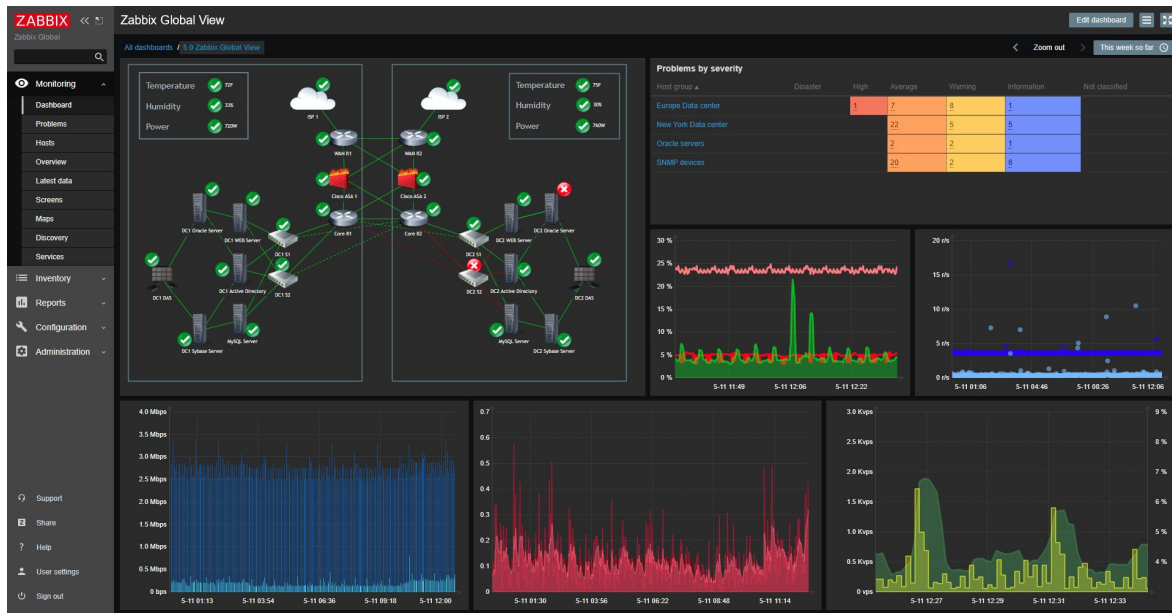 ZABBIX
Zabbix Global
Monitoring
Dashboard
Problems
Hosts
Overview
Latest data
Screens
Maps
Discovery
Services
Inventory
Reports
Configuration
Administration
Support
Share
Help
User settings
Sign out
Zabbix Global View
Edit dashboard
All dashboards / 5.0 Zabbix Global View
Zoom out
This week so far
Temperature 72F
Humidity 33%
Power 720W
Temperature 75F
Humidity 30%
Power 760W
ISP 1
ISP 2
WAN R1
WAN R2
Cisco ASA 1
Cisco ASA 2
Core R1
Core R2
DC1 Oracle Server
DC1 WEB Server
DC1 S1
DC1 DAS
DC1 Active Directory
DC1 S2
DC1 Sybase Server
MySQL Server
DC2 Oracle Server
DC2 WEB Server
DC2 S1
DC2 S2
DC2 Active Directory
DC2 DAS
MySQL Server
DC2 Sybase Server
Problems by severity
Host group Disaster High Average Warning Information Not classified
Europe Data center 1 7 8 1
New York Data center 22 5 5
Oracle servers 2 2 1
SNMP devices 20 2 6
30 %
25 %
20 %
15 %
10 %
5 %
0 %
5-11 11:49 5-11 12:06 5-11 12:22
20 r/s
15 r/s
10 r/s
5 r/s
0 r/s
5-11 01:06 5-11 04:46 5-11 08:26 5-11 12:06
4.0 Mbps
3.5 Mbps
3.0 Mbps
2.5 Mbps
2.0 Mbps
1.5 Mbps
1.0 Mbps
0.5 Mbps
0 bps
5-11 01:13 5-11 03:54 5-11 06:36 5-11 09:18 5-11 12:00
0.7
0.6
0.5
0.4
0.3
0.2
0.1
0
5-11 01:30 5-11 03:56 5-11 06:22 5-11 08:48 5-11 11:14
3.0 Kvps 9 %
2.5 Kvps 8 %
2.0 Kvps 7 %
1.5 Kvps 6 %
1.0 Kvps 5 %
0.5 Kvps 4 %
0 vps
5-11 12:27 5-11 12:29 5-11 12:31 5-11 12:33